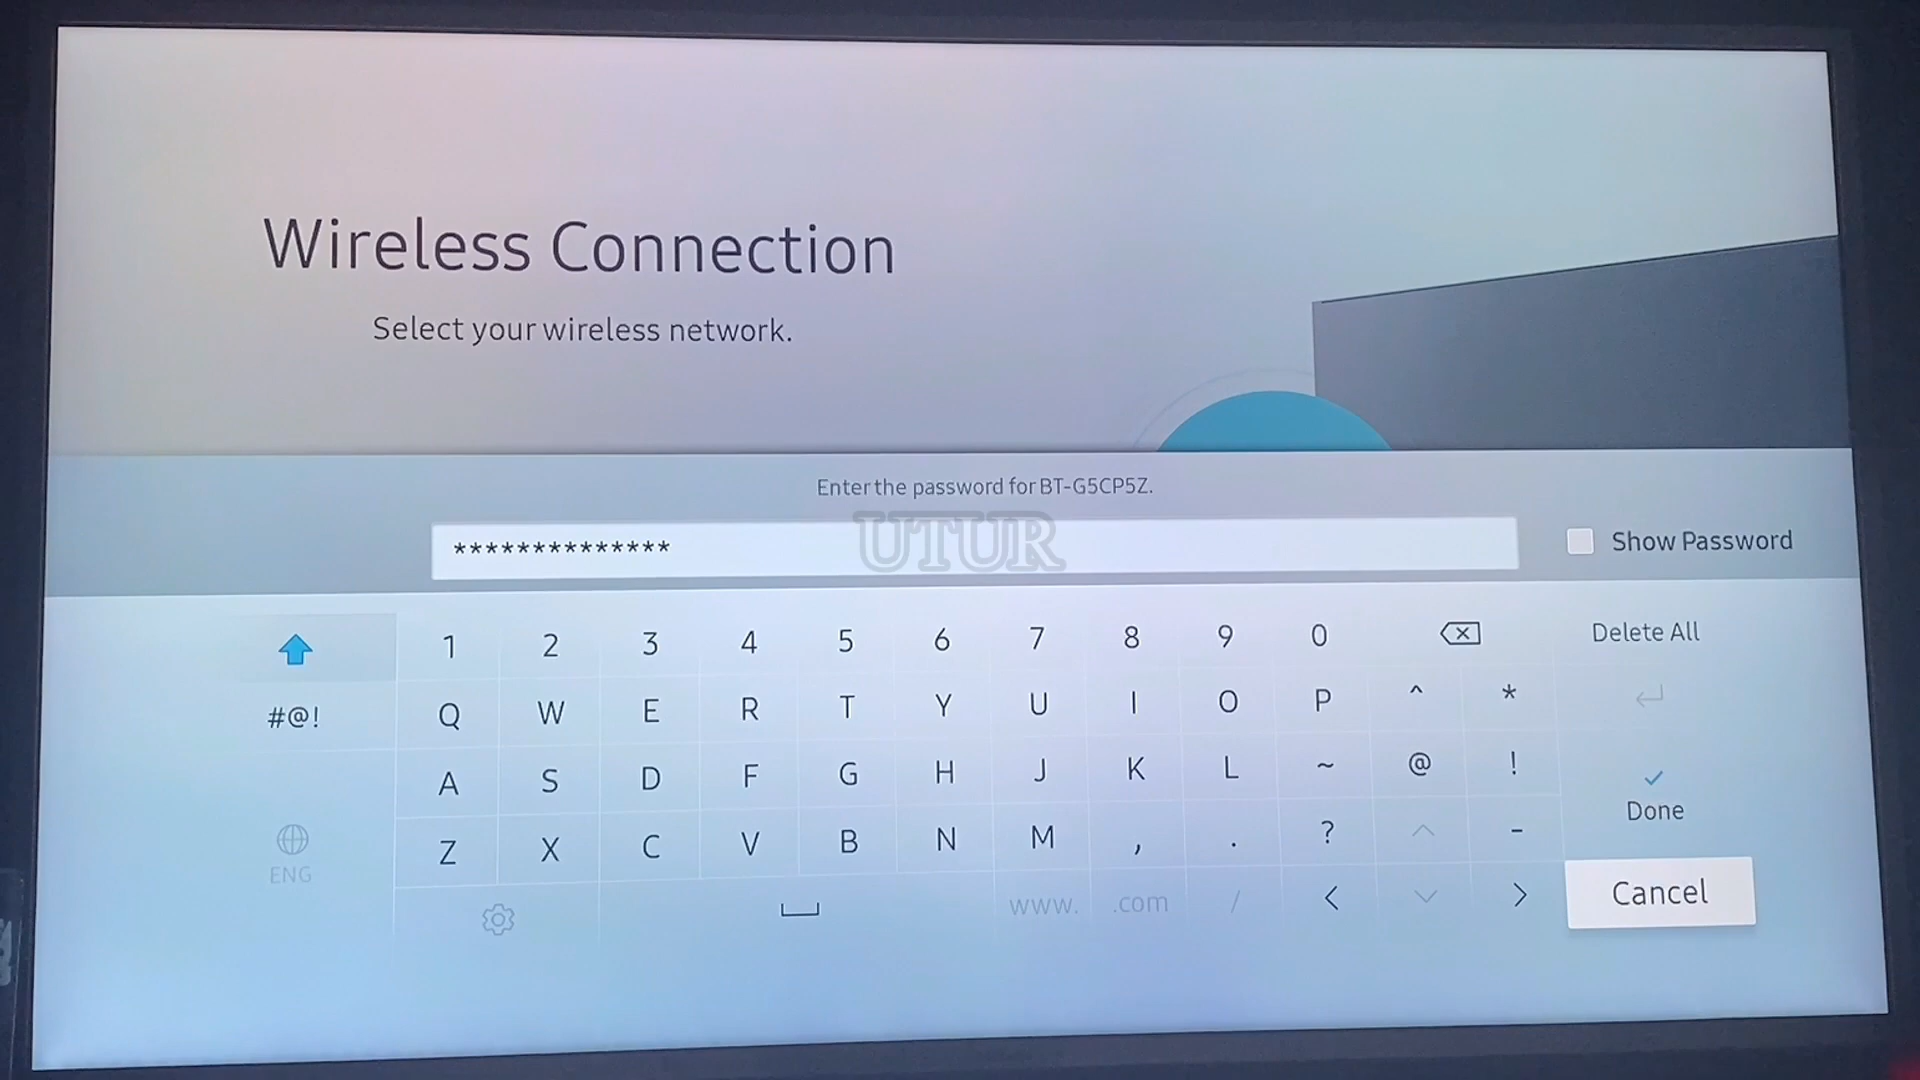 Wireless Connection
Select your wireless network.
Enter the password for BT-G5CP5Z.
UTUR
************** Show Password
1 2 3 4 5 6 7 8 9 0 Delete All
#@! Q W E R T Y U I O P ^ *
A S D F G H J K L ~ @ !
Done
Z X C V B N M , . ? -
ENG
www. .com / < > Cancel